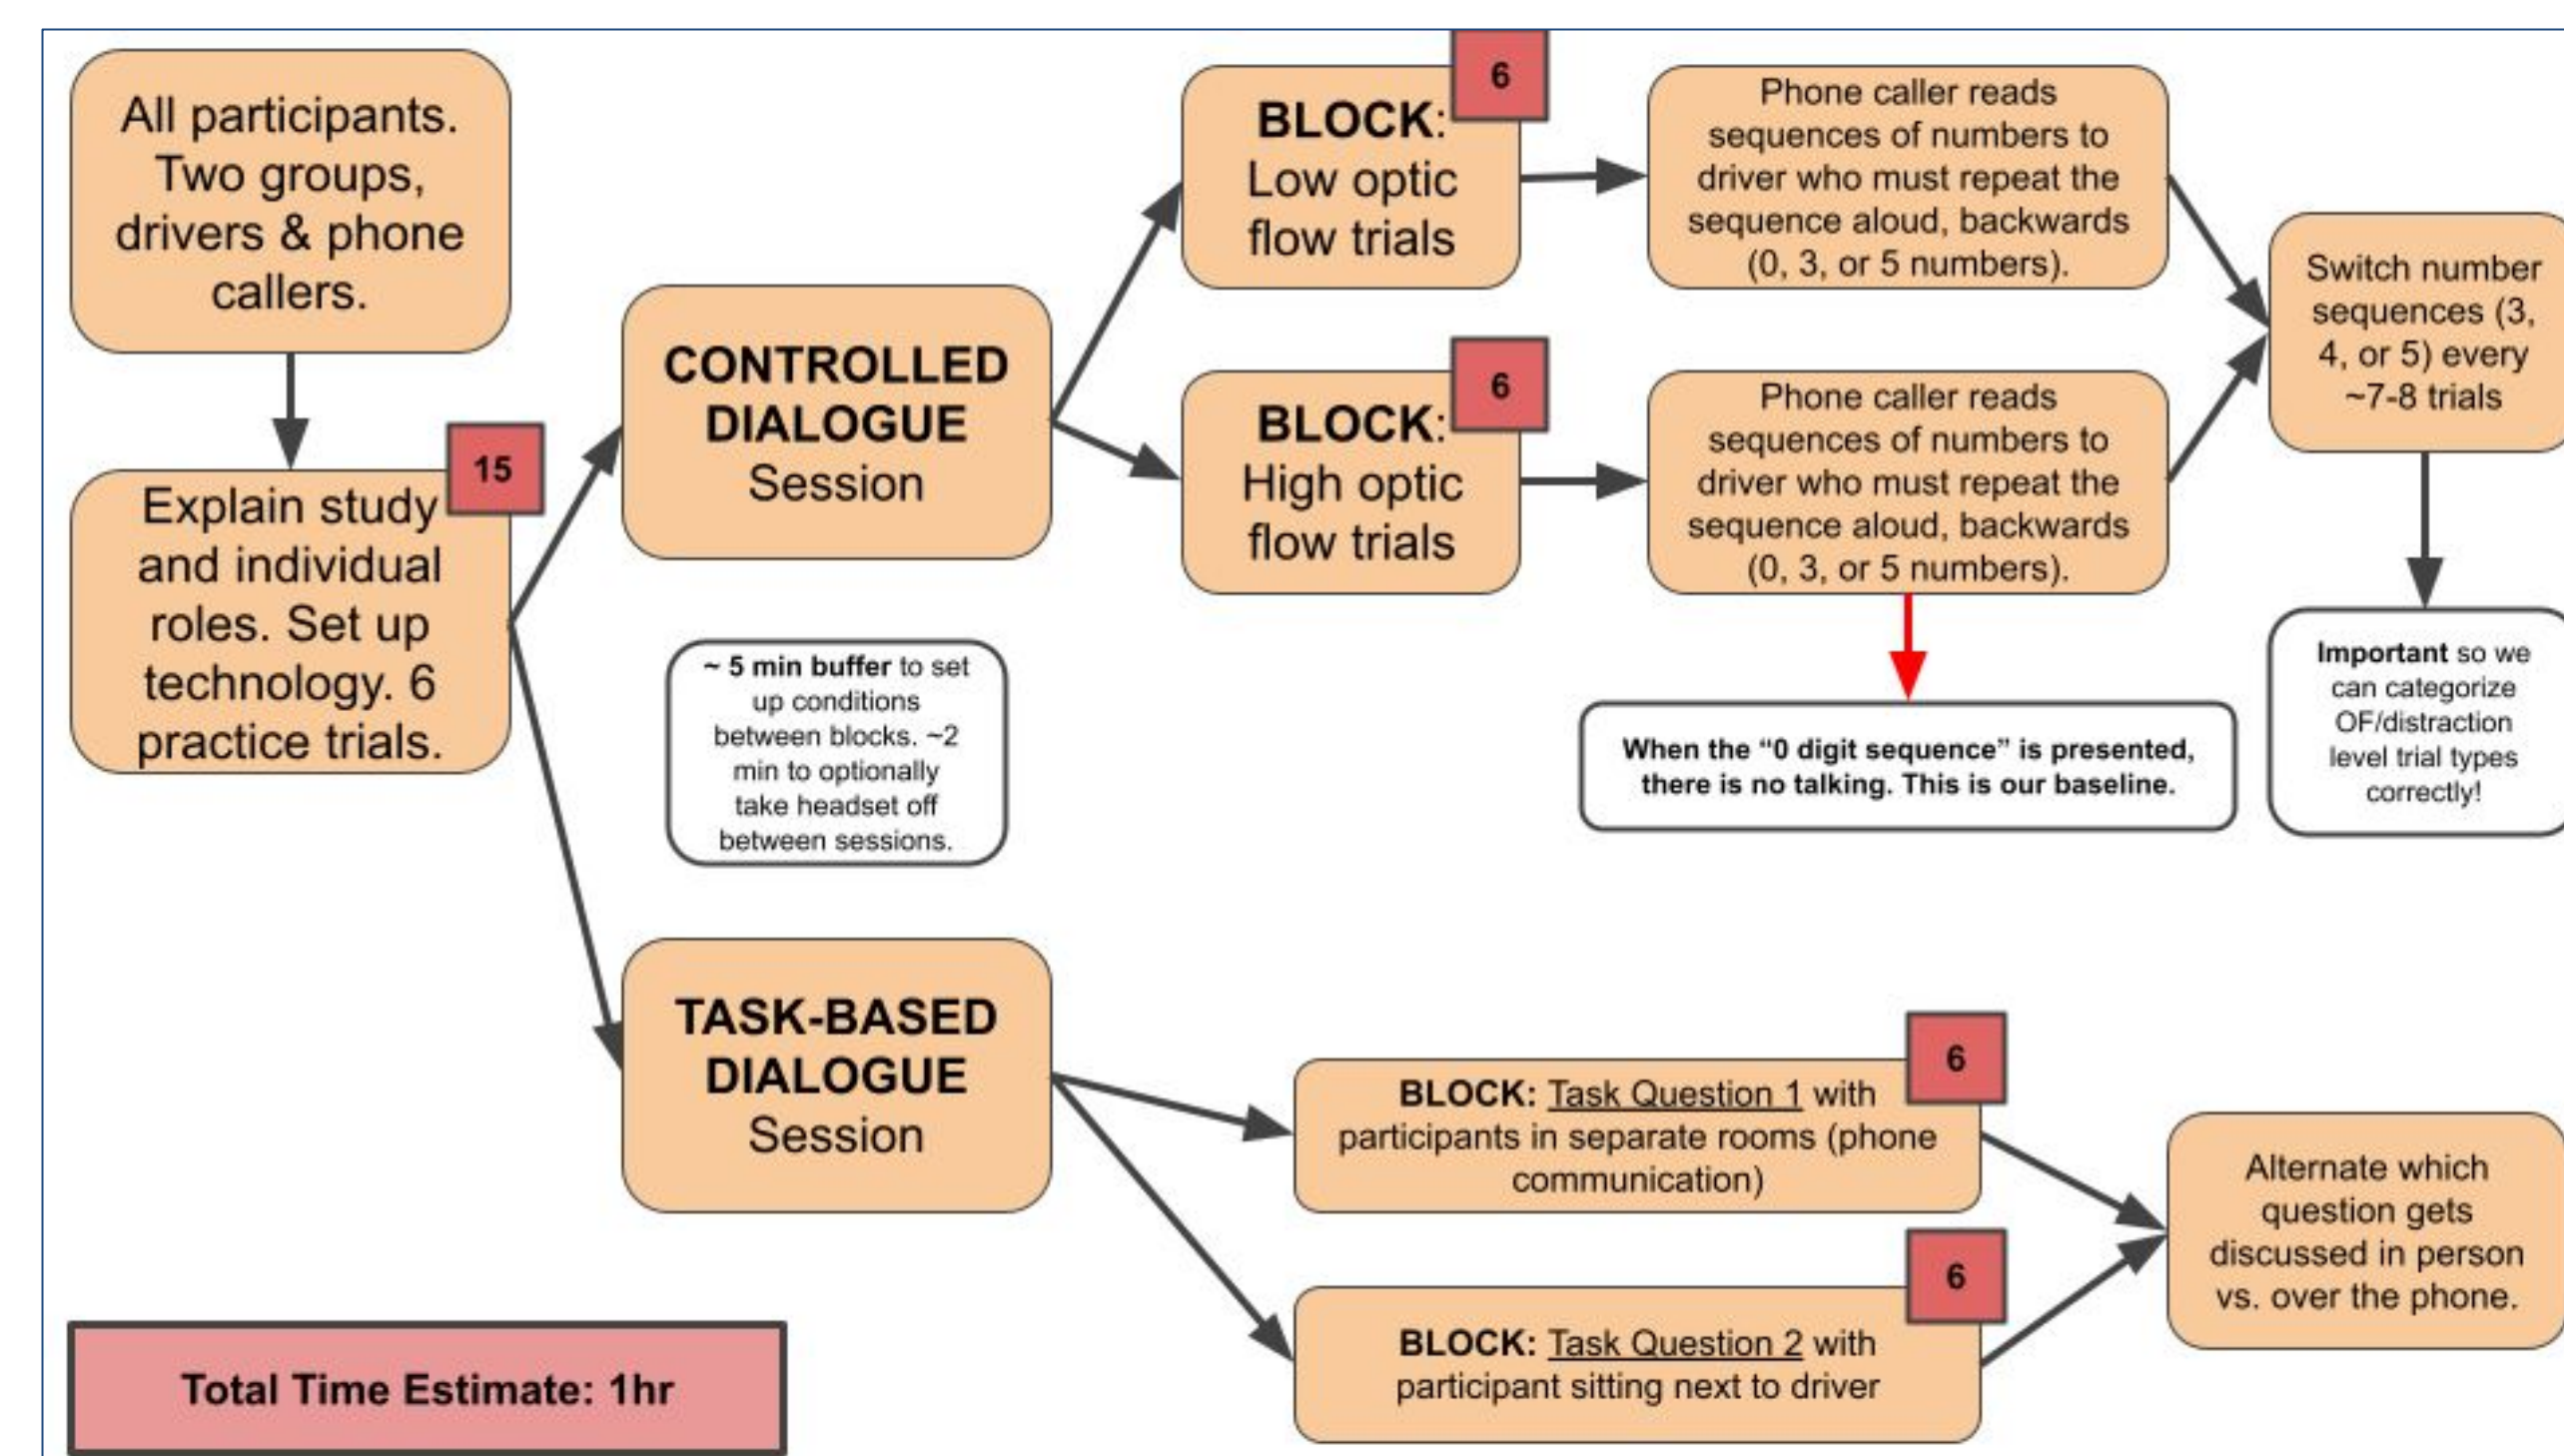 All participants.
Two groups,
drivers & phone
callers.
15
Explain study
and individual
roles. Set up
technology. 6
practice trials.
CONTROLLED
DIALOGUE
Session
6
BLOCK:
Low optic
flow trials
Phone caller reads
sequences of numbers to
driver who must repeat the
sequence aloud, backwards
(0, 3, or 5 numbers).
6
BLOCK:
High optic
flow trials
Phone caller reads
sequences of numbers to
driver who must repeat the
sequence aloud, backwards
(0, 3, or 5 numbers).
Switch number
sequences (3,
4, or 5) every
~7-8 trials
When the “0 digit sequence” is presented,
there is no talking. This is our baseline.
Important so we
can categorize
OF/distraction
level trial types
correctly!
~ 5 min buffer to set
up conditions
between blocks. ~2
min to optionally
take headset off
between sessions.
TASK-BASED
DIALOGUE
Session
6
BLOCK: Task Question 1 with
participants in separate rooms (phone
communication)
6
BLOCK: Task Question 2 with
participant sitting next to driver
Alternate which
question gets
discussed in person
vs. over the phone.
Total Time Estimate: 1hr